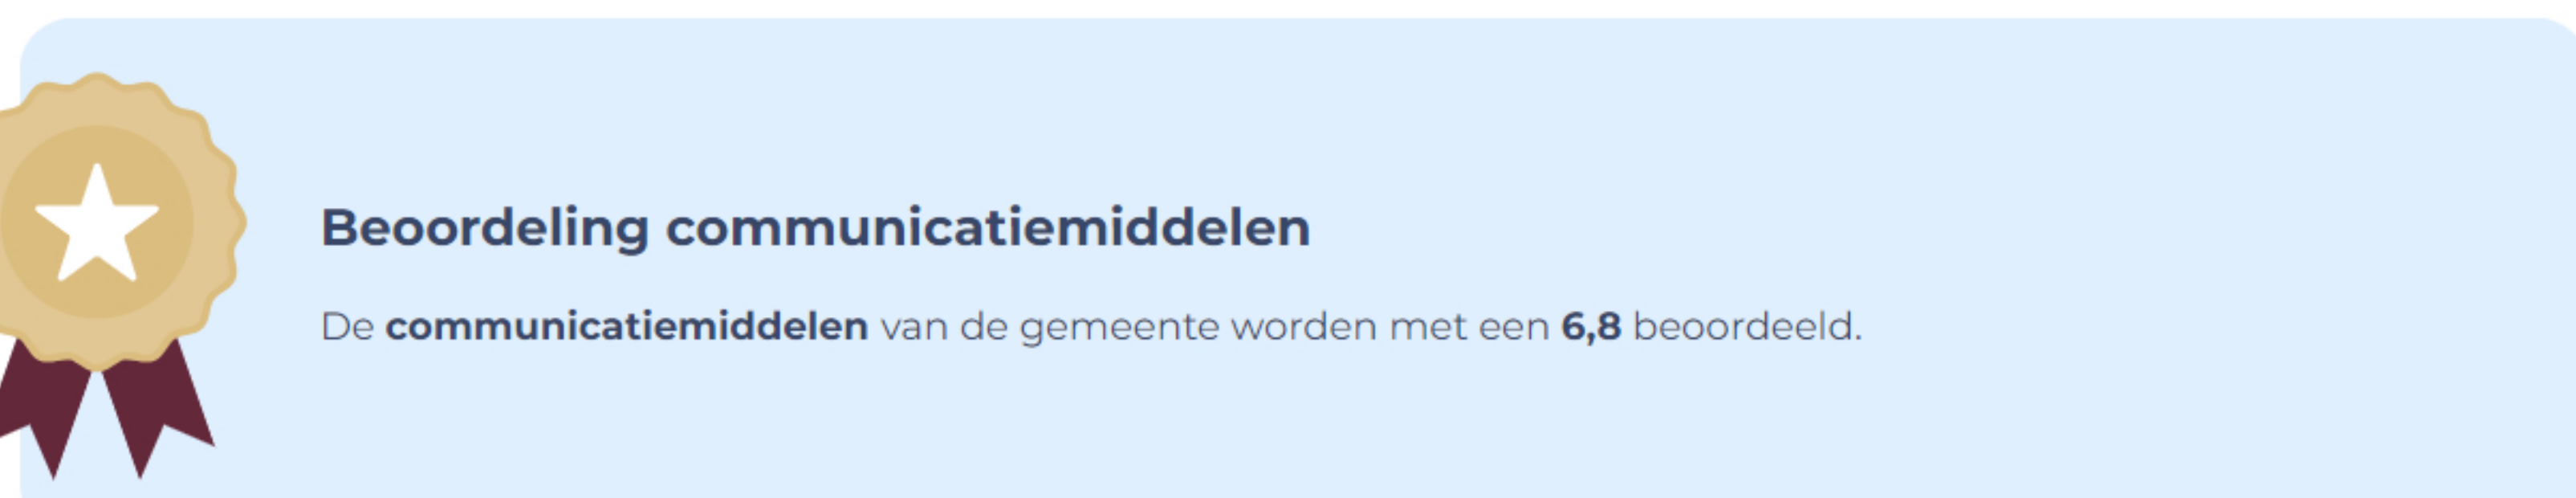 Beoordeling communicatiemiddelen
De communicatiemiddelen van de gemeente worden met een 6,8 beoordeeld.